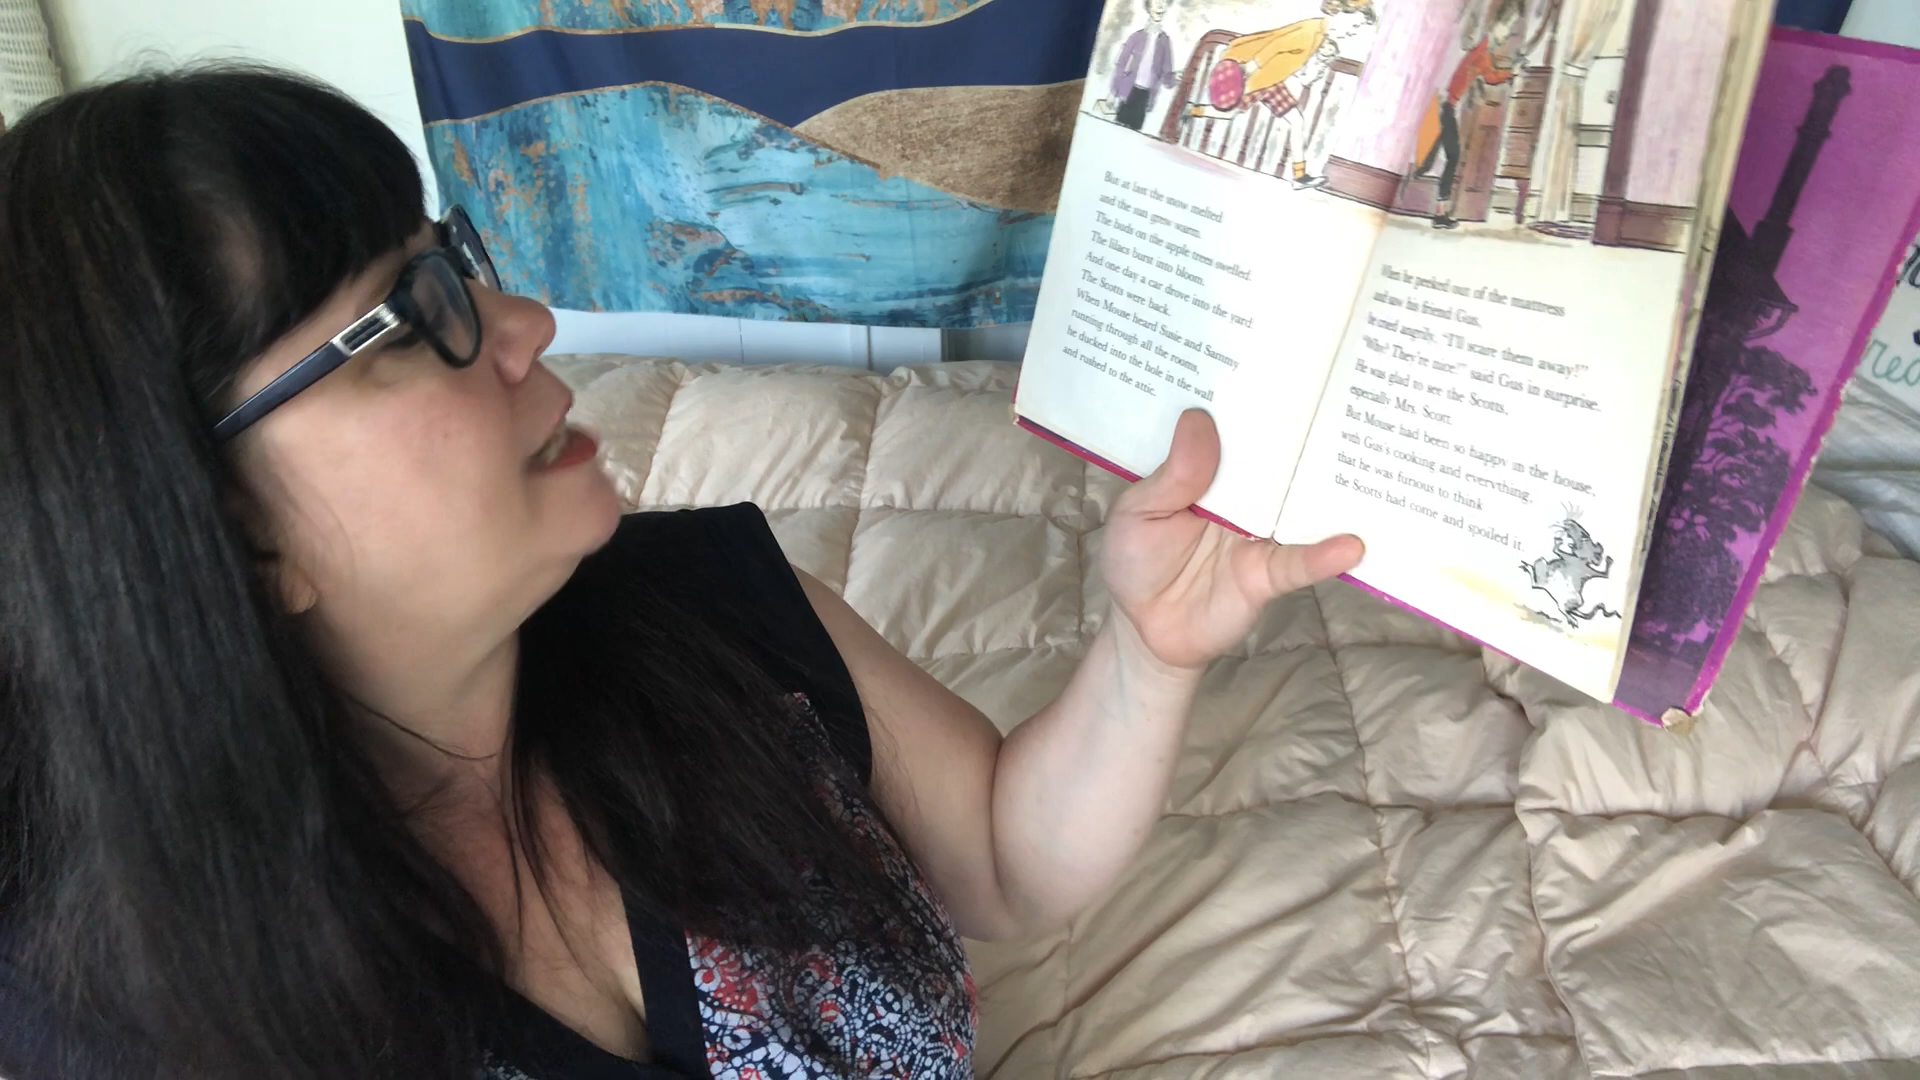 But at last the snow melted
and the sun grew warm.
The buds on the apple trees swelled.
The lilacs burst into bloom.
And one day a car drove into the yard.
The Scotts were back.
When Mouse heard Susie and Sammy
running through all the rooms,
he ducked into the hole in the wall
and rushed to the attic.
When he peeked out of the mattress
and saw his friend Gus,
he cried angrily, "I'll scare them away!"
"Why? They're nice!" said Gus in surprise.
He was glad to see the Scotts,
especially Mrs. Scott.
But Mouse had been so happy in the house,
with Gus's cooking and everything,
that he was furious to think
the Scotts had come and spoiled it.